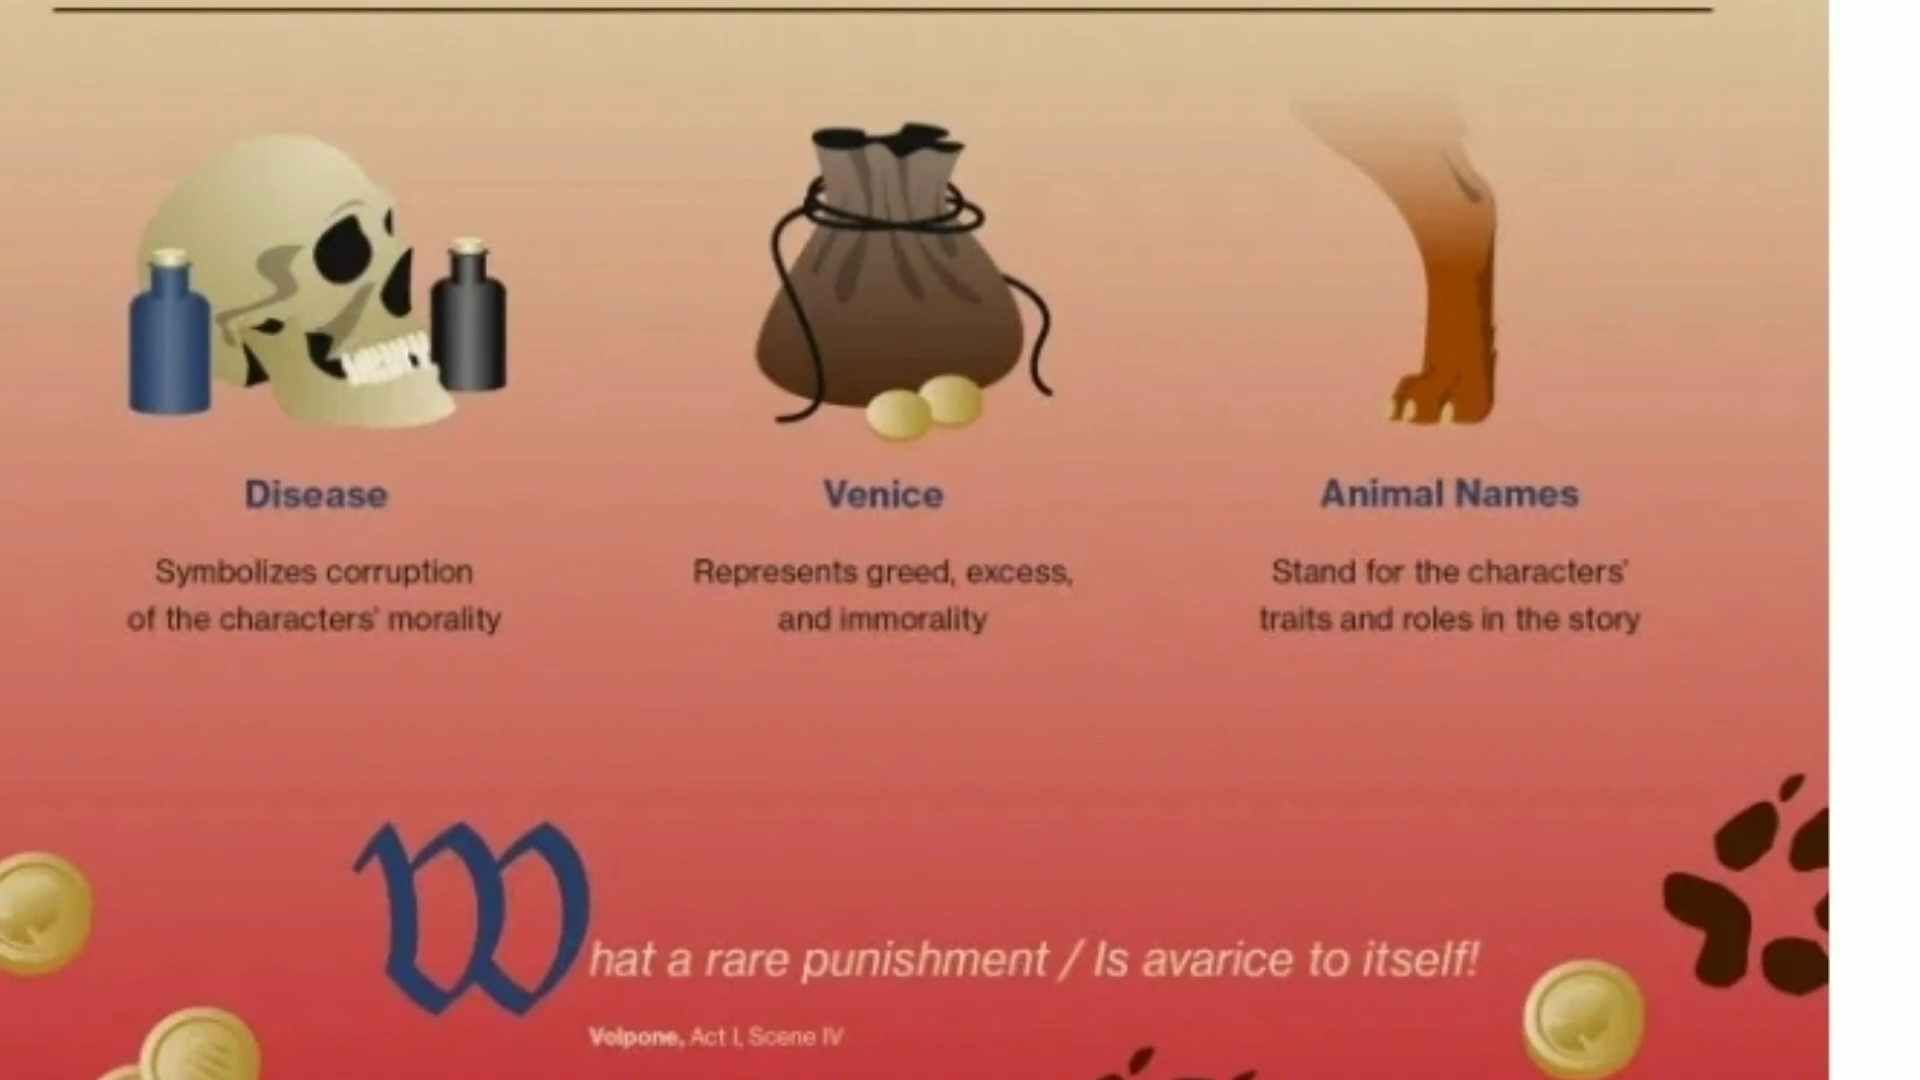 Disease
Symbolizes corruption
of the characters' morality
Venice
Represents greed, excess,
and immorality
Animal Names
Stand for the characters'
traits and roles in the story
What a rare punishment / Is avarice to itself!
Volpone, Act I, Scene IV